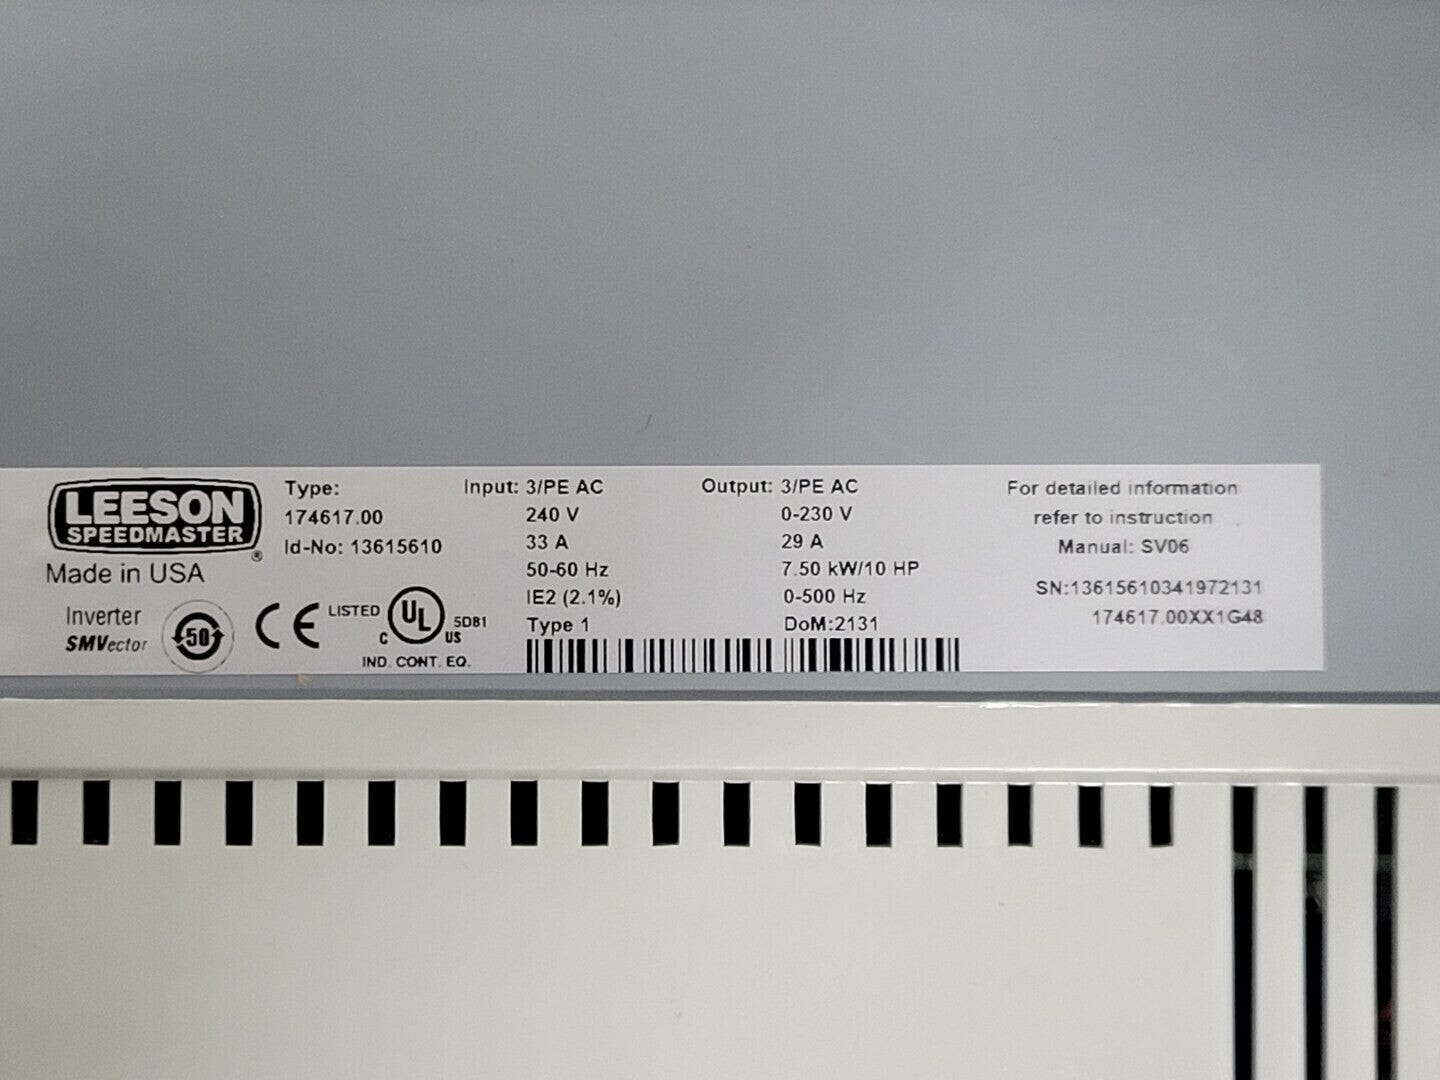 LEESON
SPEEDMASTER
®
Made in USA
Inverter
SMVector
50
CE
LISTED
UL
C US
5D81
IND. CONT. EQ.
Type:
174617.00
Id-No: 13615610
Input: 3/PE AC
240 V
33 A
50-60 Hz
IE2 (2.1%)
Type 1
Output: 3/PE AC
0-230 V
29 A
7.50 kW/10 HP
0-500 Hz
DoM:2131
For detailed information
refer to instruction
Manual: SV06
SN:13615610341972131
174617.00XX1G48